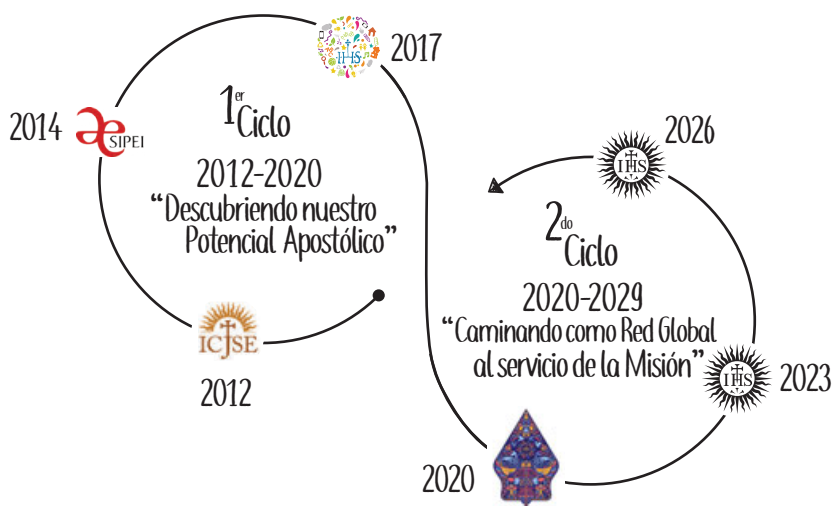 2017
2014
SIPEI
IHS
1er
Ciclo
2012-2020
“Descubriendo nuestro
Potencial Apostólico”
ICJSE
2012
2026
IHS
2do
Ciclo
2020-2029
“Caminando como Red Global
al servicio de la Misión”
IHS
2023
2020